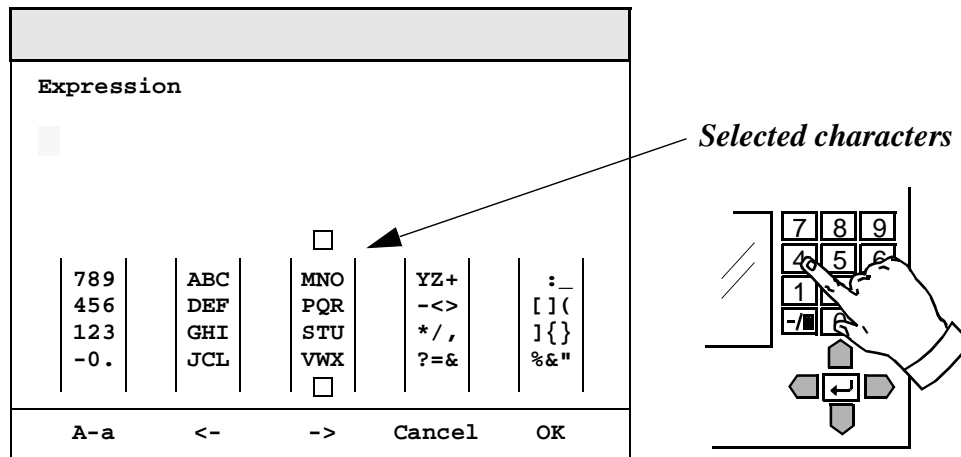 Expression
Selected characters
789 ABC MNO YZ+ :_
456 DEF PQR -<> [](
123 GHI STU */, ]{}
-0. JCL VWX ?=& %&"
A-a <- -> Cancel OK
7 8 9
4 5 6
1
-/